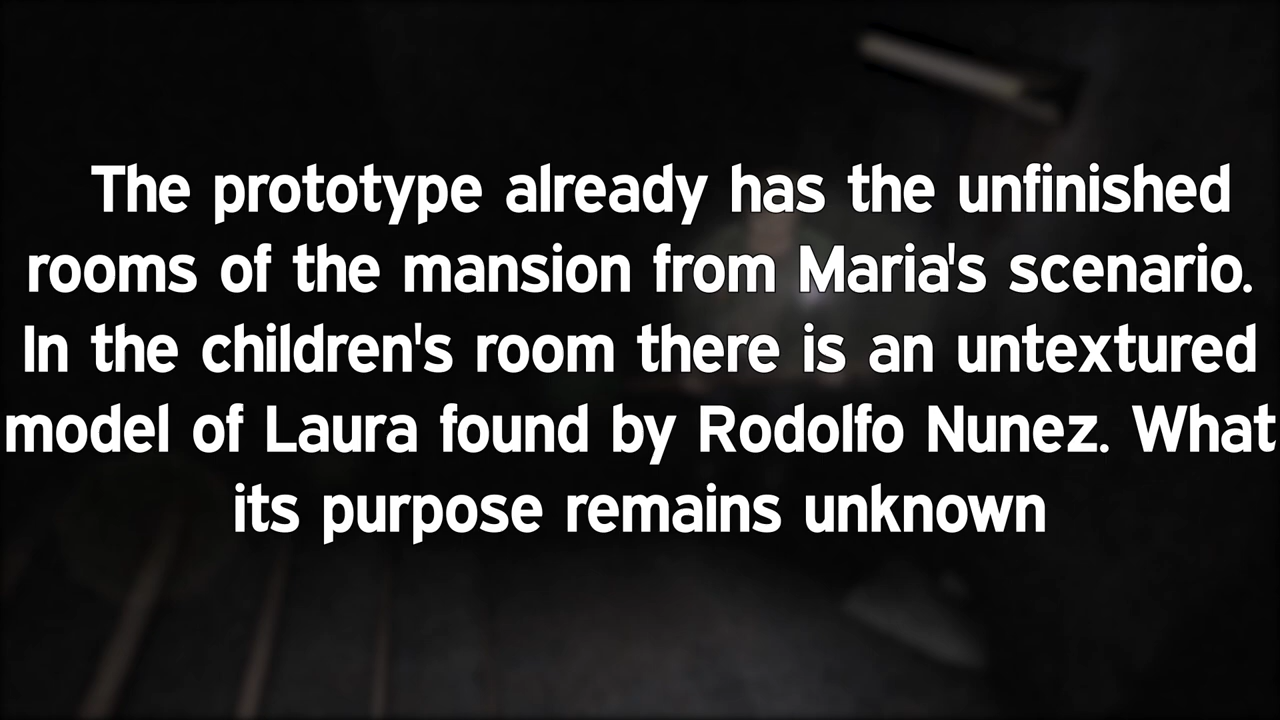 The prototype already has the unfinished
rooms of the mansion from Maria's scenario.
In the children's room there is an untextured
model of Laura found by Rodolfo Nunez. What
its purpose remains unknown